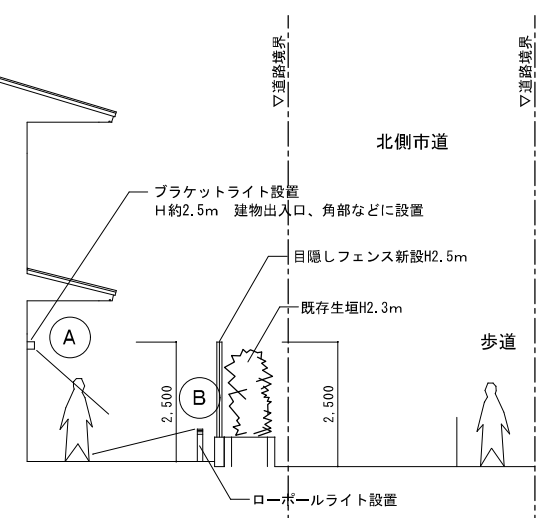 ▽道路境界
▽道路境界
北側市道
ブラケットライト設置
H約2.5m 建物出入口、角部などに設置
目隠しフェンス新設H2.5m
既存生垣H2.3m
A
歩道
2,500
B
2,500
ローポールライト設置